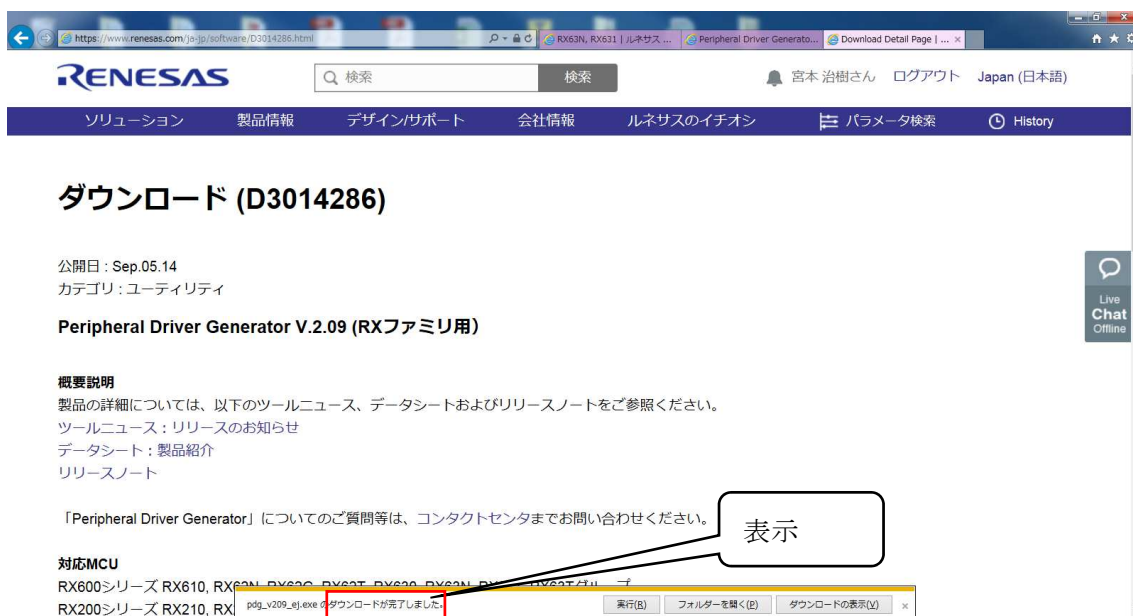 https://www.renesas.com/ja-jp/software/D3014286.html
RX63N, RX631 | ルネサス ...
Peripheral Driver Generato...
Download Detail Page | ...
RENESAS
検索
検索
宮本 治樹さん ログアウト Japan (日本語)
ソリューション 製品情報 デザイン/サポート 会社情報 ルネサスのイチオシ パラメータ検索 History
ダウンロード (D3014286)
公開日 : Sep.05.14
カテゴリ : ユーティリティ
Peripheral Driver Generator V.2.09 (RXファミリ用）
概要説明
製品の詳細については、以下のツールニュース、データシートおよびリリースノートをご参照ください。
ツールニュース：リリースのお知らせ
データシート：製品紹介
リリースノート
「Peripheral Driver Generator」についてのご質問等は、コンタクトセンタまでお問い合わせください。
表示
対応MCU
RX600シリーズ RX610,
RX200シリーズ RX210,
pdg_v209_ej.exe のダウンロードが完了しました。
実行(R) フォルダーを開く(P) ダウンロードの表示(V) ×
Live
Chat
Offline